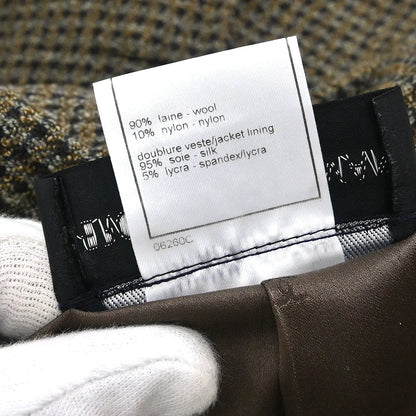 90% laine - wool
10% nylon - nylon
doublure veste/jacket lining
95% soie - silk
5% lycra - spandex/lycra
06260C